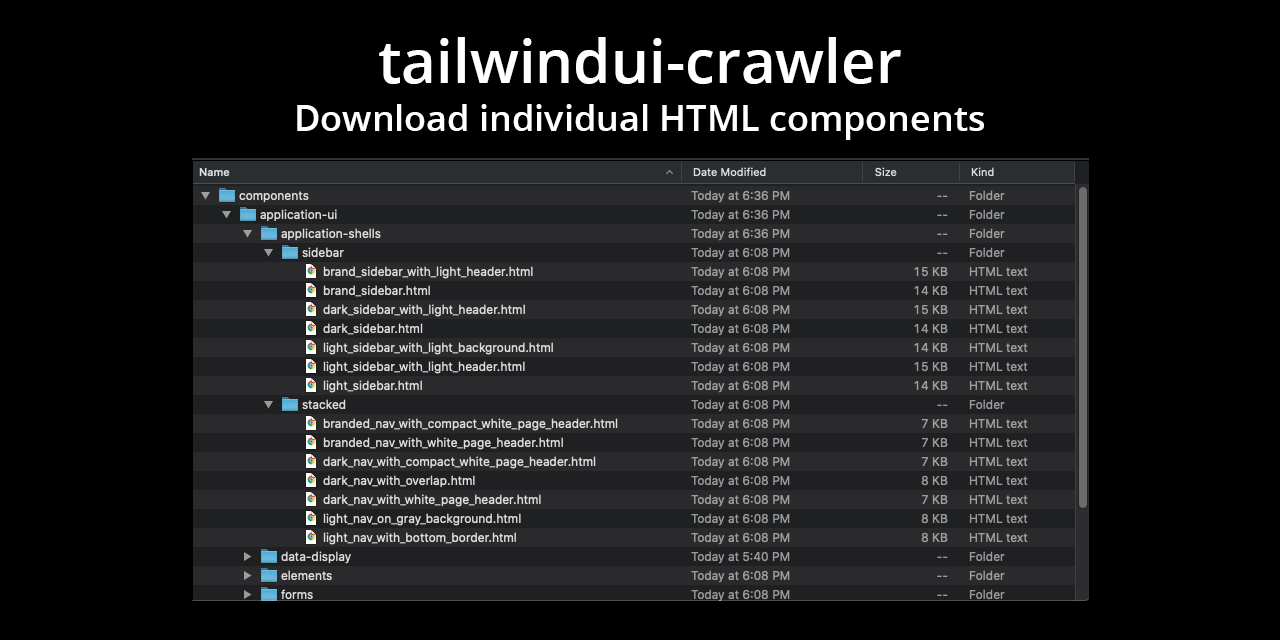 tailwindui-crawler
Download individual HTML components
Name Date Modified Size Kind
components Today at 6:36 PM -- Folder
application-ui Today at 6:36 PM -- Folder
application-shells Today at 6:36 PM -- Folder
sidebar Today at 6:08 PM -- Folder
brand_sidebar_with_light_header.html Today at 6:08 PM 15 KB HTML text
brand_sidebar.html Today at 6:08 PM 14 KB HTML text
dark_sidebar_with_light_header.html Today at 6:08 PM 15 KB HTML text
dark_sidebar.html Today at 6:08 PM 14 KB HTML text
light_sidebar_with_light_background.html Today at 6:08 PM 14 KB HTML text
light_sidebar_with_light_header.html Today at 6:08 PM 15 KB HTML text
light_sidebar.html Today at 6:08 PM 14 KB HTML text
stacked Today at 6:08 PM -- Folder
branded_nav_with_compact_white_page_header.html Today at 6:08 PM 7 KB HTML text
branded_nav_with_white_page_header.html Today at 6:08 PM 7 KB HTML text
dark_nav_with_compact_white_page_header.html Today at 6:08 PM 7 KB HTML text
dark_nav_with_overlap.html Today at 6:08 PM 8 KB HTML text
dark_nav_with_white_page_header.html Today at 6:08 PM 7 KB HTML text
light_nav_on_gray_background.html Today at 6:08 PM 8 KB HTML text
light_nav_with_bottom_border.html Today at 6:08 PM 8 KB HTML text
data-display Today at 5:40 PM -- Folder
elements Today at 6:08 PM -- Folder
forms Today at 6:08 PM -- Folder